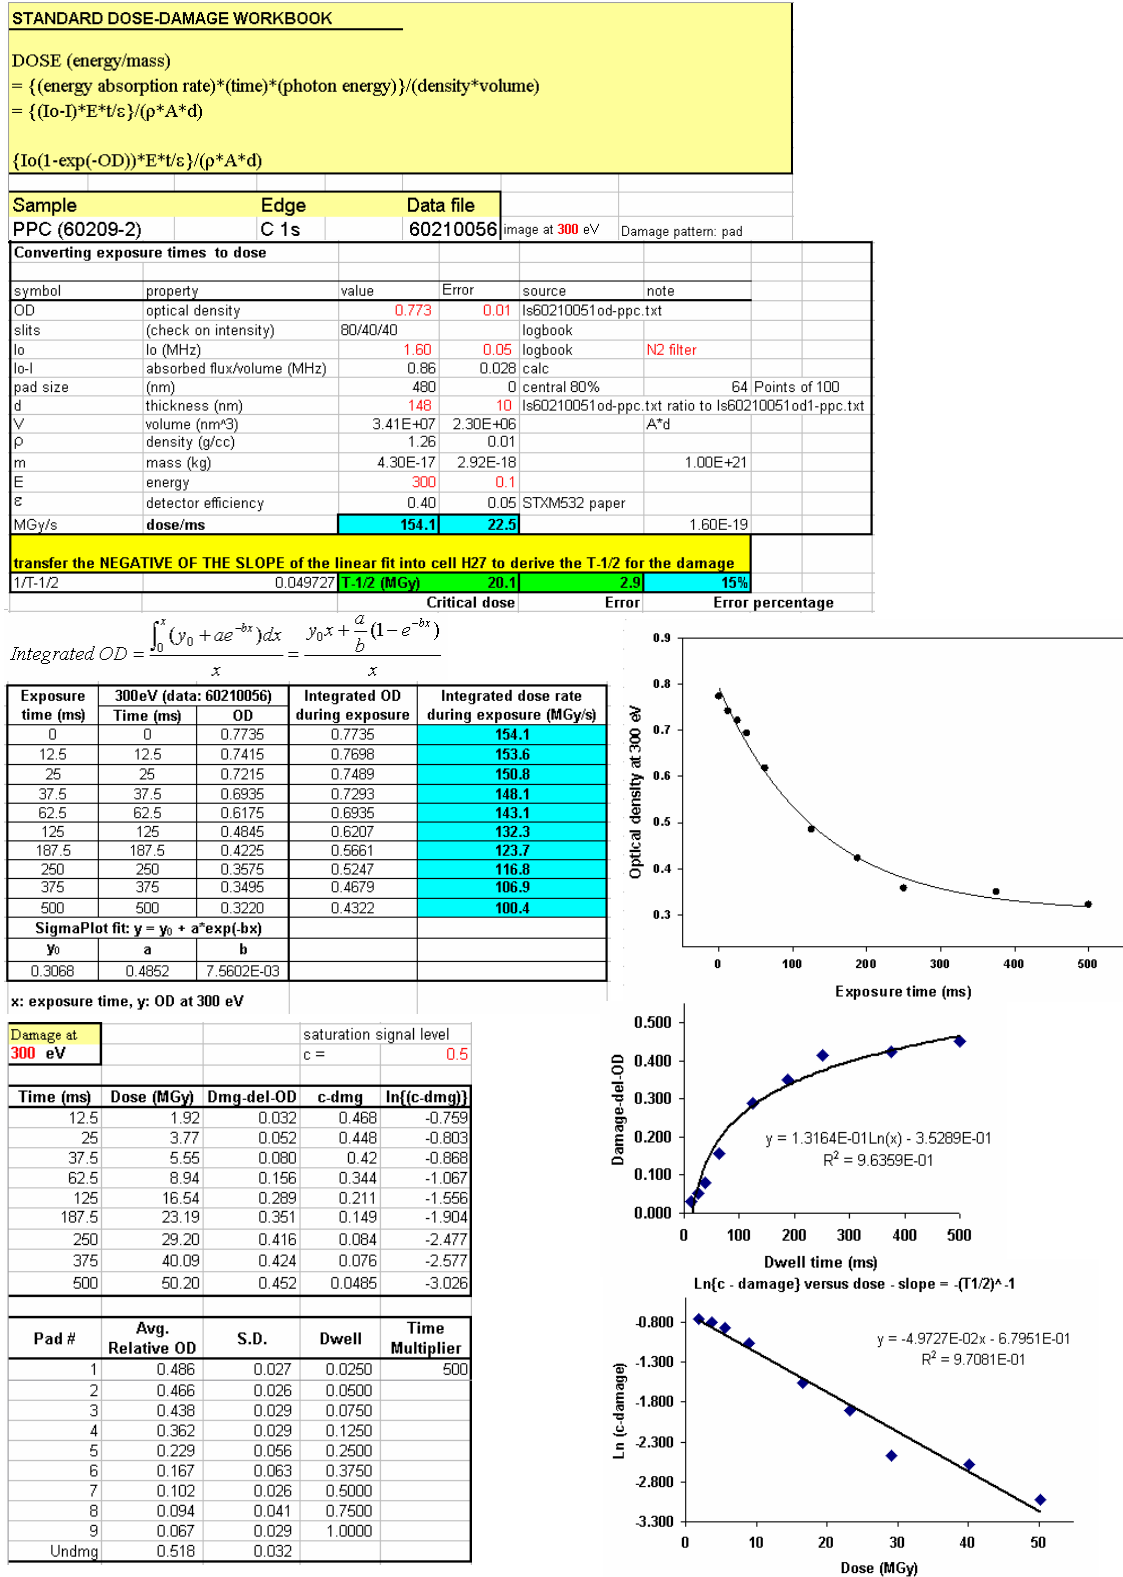 STANDARD DOSE-DAMAGE WORKBOOK
DOSE (energy/mass)
= {(energy absorption rate)*(time)*(photon energy)}/(density*volume)
= {(Io-I)*E*t/ε}/(ρ*A*d)
{Io(1-exp(-OD))*E*t/ε}/(ρ*A*d)
Sample Edge Data file
PPC (60209-2) C 1s 60210056 image at 300 eV Damage pattern: pad
Converting exposure times to dose
symbol property value Error source note
OD optical density 0.773 0.01 ls60210051od-ppc.txt
slits (check on intensity) 80/40/40 logbook
Io Io (MHz) 1.60 0.05 logbook N2 filter
Io-I absorbed flux/volume (MHz) 0.86 0.028 calc
pad size (nm) 480 0 central 80% 64 Points of 100
d thickness (nm) 148 10 ls60210051od-ppc.txt ratio to ls60210051od1-ppc.txt
V volume (nm^3) 3.41E+07 2.30E+06 A*d
ρ density (g/cc) 1.26 0.01
m mass (kg) 4.30E-17 2.92E-18 1.00E+21
E energy 300 0.1
ε detector efficiency 0.40 0.05 STXM532 paper
MGy/s dose/ms 154.1 22.5 1.60E-19
transfer the NEGATIVE OF THE SLOPE of the linear fit into cell H27 to derive the T-1/2 for the damage
1/T-1/2 0.049727 T-1/2 (MGy) 20.1 2.9 15%
Critical dose Error Error percentage
Integrated OD = ∫₀ˣ(y₀ + ae^{-bx})dx / x = y₀x + a/b (1 − e^{-bx}) / x
Exposure time (ms) 300eV (data: 60210056) Integrated OD during exposure Integrated dose rate during exposure (MGy/s)
Time (ms) OD
0 0 0.7735 0.7735 154.1
12.5 12.5 0.7415 0.7698 153.6
25 25 0.7215 0.7489 150.8
37.5 37.5 0.6935 0.7293 148.1
62.5 62.5 0.6175 0.6935 143.1
125 125 0.4845 0.6207 132.3
187.5 187.5 0.4225 0.5661 123.7
250 250 0.3575 0.5247 116.8
375 375 0.3495 0.4679 106.9
500 500 0.3220 0.4322 100.4
SigmaPlot fit: y = y₀ + a*exp(-bx)
y₀ a b
0.3068 0.4852 7.5602E-03
x: exposure time, y: OD at 300 eV
Optical density at 300 eV
0.9
0.8
0.7
0.6
0.5
0.4
0.3
0 100 200 300 400 500
Exposure time (ms)
Damage at saturation signal level
300 eV c = 0.5
Time (ms) Dose (MGy) Dmg-del-OD c-dmg ln{(c-dmg)}
12.5 1.92 0.032 0.468 -0.759
25 3.77 0.052 0.448 -0.803
37.5 5.55 0.080 0.42 -0.868
62.5 8.94 0.156 0.344 -1.067
125 16.54 0.289 0.211 -1.556
187.5 23.19 0.351 0.149 -1.904
250 29.20 0.416 0.084 -2.477
375 40.09 0.424 0.076 -2.577
500 50.20 0.452 0.0485 -3.026
Damage-del-OD
0.500
0.400
0.300
0.200
0.100
0.000
y = 1.3164E-01Ln(x) - 3.5289E-01
R² = 9.6359E-01
0 100 200 300 400 500
Dwell time (ms)
Pad # Avg. Relative OD S.D. Dwell Time Multiplier
1 0.486 0.027 0.0250 500
2 0.466 0.026 0.0500
3 0.438 0.029 0.0750
4 0.362 0.029 0.1250
5 0.229 0.056 0.2500
6 0.167 0.063 0.3750
7 0.102 0.026 0.5000
8 0.094 0.041 0.7500
9 0.067 0.029 1.0000
Undmg 0.518 0.032
Ln{c - damage} versus dose - slope = -(T1/2)^-1
Ln (c-damage)
-0.800
-1.300
-1.800
-2.300
-2.800
-3.300
y = -4.9727E-02x - 6.7951E-01
R² = 9.7081E-01
0 10 20 30 40 50
Dose (MGy)